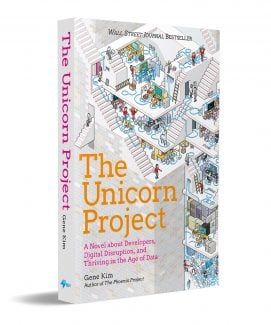 WALL STREET JOURNAL BESTSELLER
The
Unicorn
Project
A Novel about Developers,
Digital Disruption, and
Thriving in the Age of Data
Gene Kim
Author of The Phoenix Project
The Unicorn Project
Gene Kim